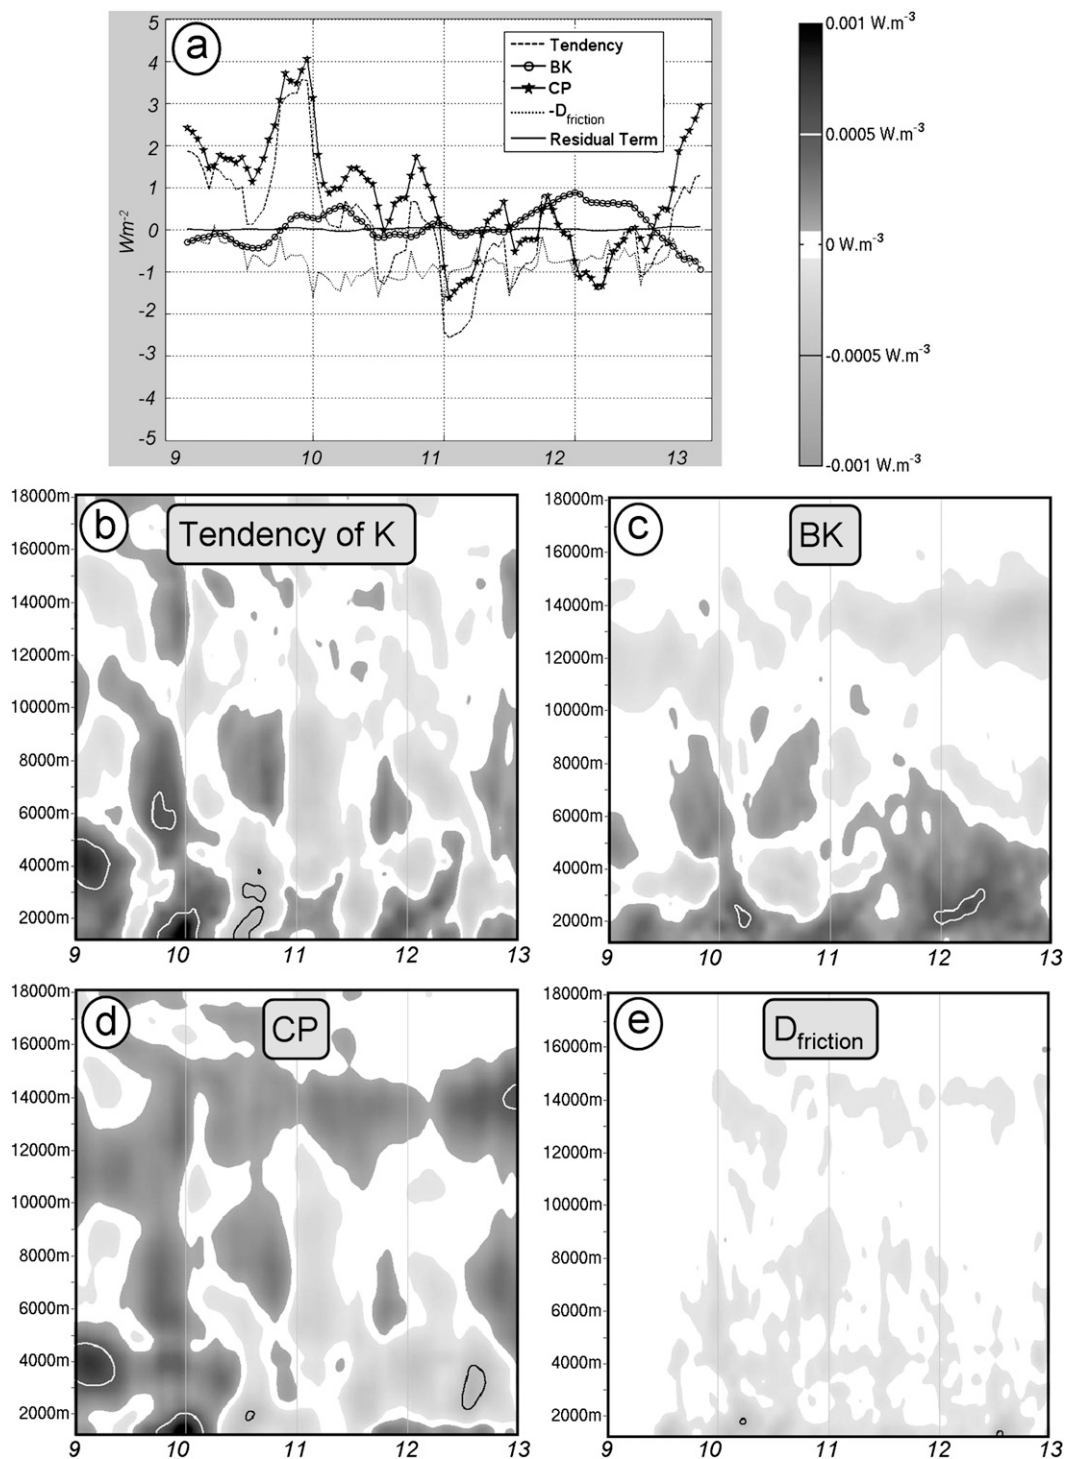 a
5
4
3
2
1
0
-1
-2
-3
-4
-5
Wm-2
9 10 11 12 13
Tendency
BK
CP
-Dfriction
Residual Term
0.001 W.m-3
0.0005 W.m-3
0 W.m-3
-0.0005 W.m-3
-0.001 W.m-3
b
Tendency of K
18000m
16000m
14000m
12000m
10000m
8000m
6000m
4000m
2000m
9 10 11 12 13
c
BK
18000m
16000m
14000m
12000m
10000m
8000m
6000m
4000m
2000m
9 10 11 12 13
d
CP
18000m
16000m
14000m
12000m
10000m
8000m
6000m
4000m
2000m
9 10 11 12 13
e
Dfriction
18000m
16000m
14000m
12000m
10000m
8000m
6000m
4000m
2000m
9 10 11 12 13